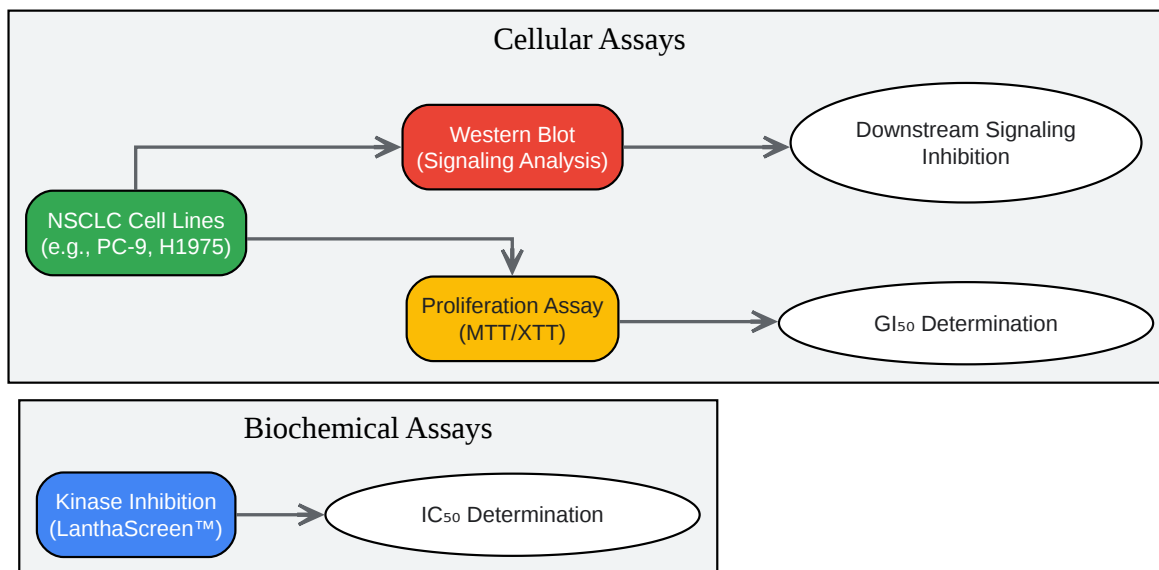 Cellular Assays
Western Blot
(Signaling Analysis)
Downstream Signaling
Inhibition
NSCLC Cell Lines
(e.g., PC-9, H1975)
Proliferation Assay
(MTT/XTT)
GI₅₀ Determination
Biochemical Assays
Kinase Inhibition
(LanthaScreen™)
IC₅₀ Determination